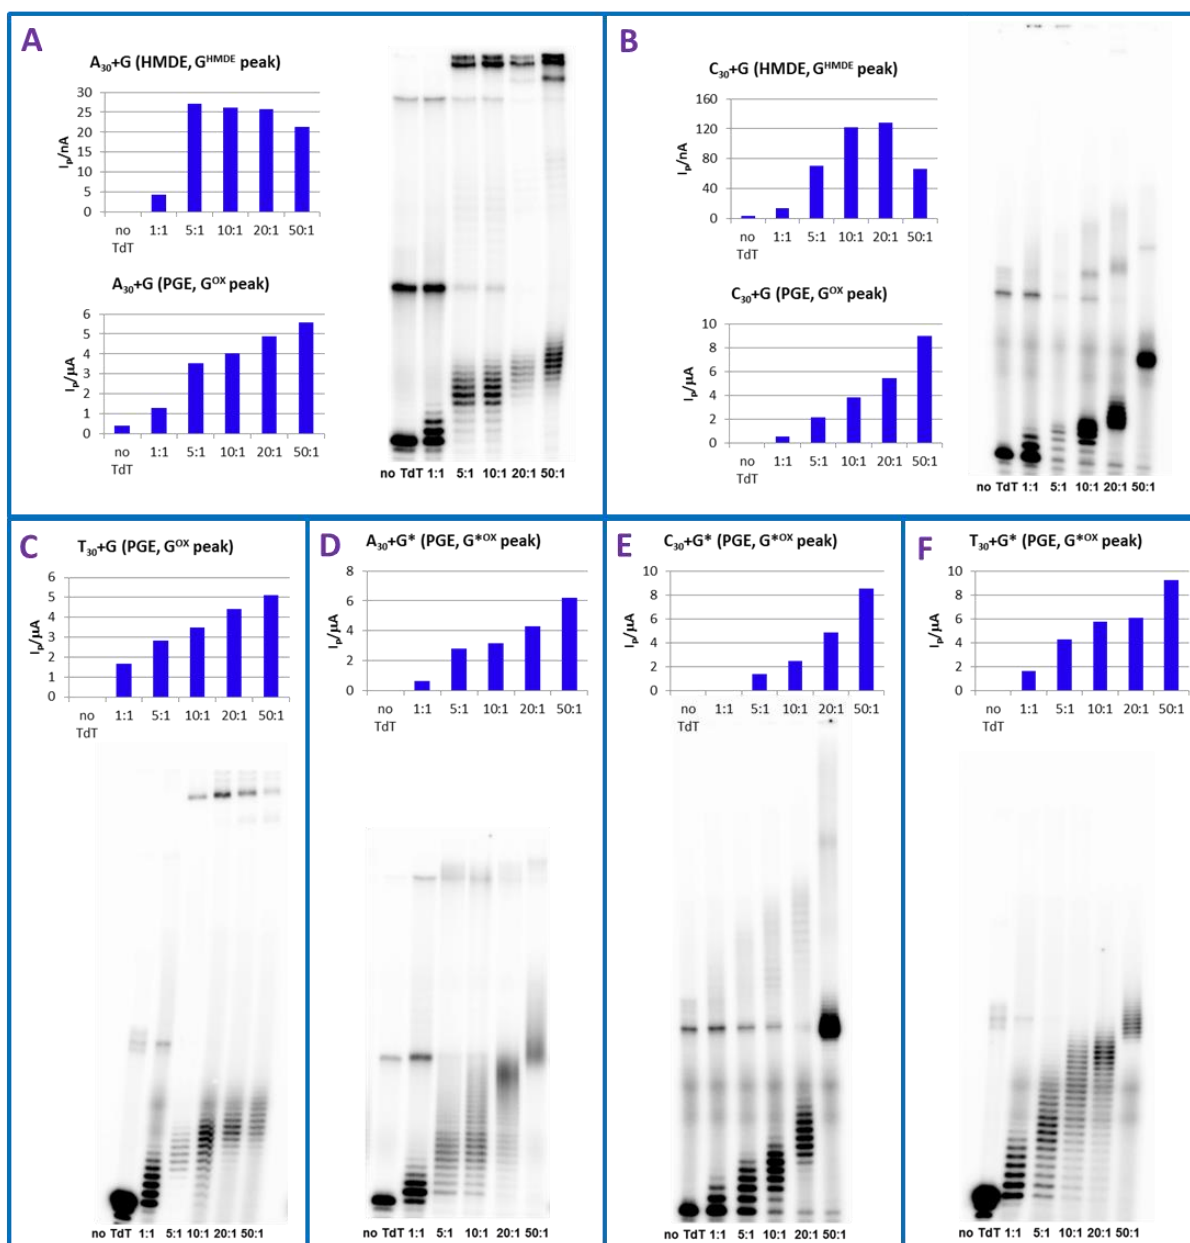 A
A30+G (HMDE, GHMDE peak)
IP/nA
30
25
20
15
10
5
0
no TdT 1:1 5:1 10:1 20:1 50:1
A30+G (PGE, GOX peak)
IP/µA
6
5
4
3
2
1
0
no TdT 1:1 5:1 10:1 20:1 50:1
no TdT 1:1 5:1 10:1 20:1 50:1
B
C30+G (HMDE, GHMDE peak)
IP/nA
160
120
80
40
0
no TdT 1:1 5:1 10:1 20:1 50:1
C30+G (PGE, GOX peak)
IP/µA
10
8
6
4
2
0
no TdT 1:1 5:1 10:1 20:1 50:1
no TdT 1:1 5:1 10:1 20:1 50:1
C
T30+G (PGE, GOX peak)
IP/µA
6
5
4
3
2
1
0
no TdT 1:1 5:1 10:1 20:1 50:1
no TdT 1:1 5:1 10:1 20:1 50:1
D
A30+G* (PGE, G*OX peak)
IP/µA
8
6
4
2
0
no TdT 1:1 5:1 10:1 20:1 50:1
no TdT 1:1 5:1 10:1 20:1 50:1
E
C30+G* (PGE, G*OX peak)
IP/µA
10
8
6
4
2
0
no TdT 1:1 5:1 10:1 20:1 50:1
no TdT 1:1 5:1 10:1 20:1 50:1
F
T30+G* (PGE, G*OX peak)
IP/µA
10
8
6
4
2
0
no TdT 1:1 5:1 10:1 20:1 50:1
no TdT 1:1 5:1 10:1 20:1 50:1